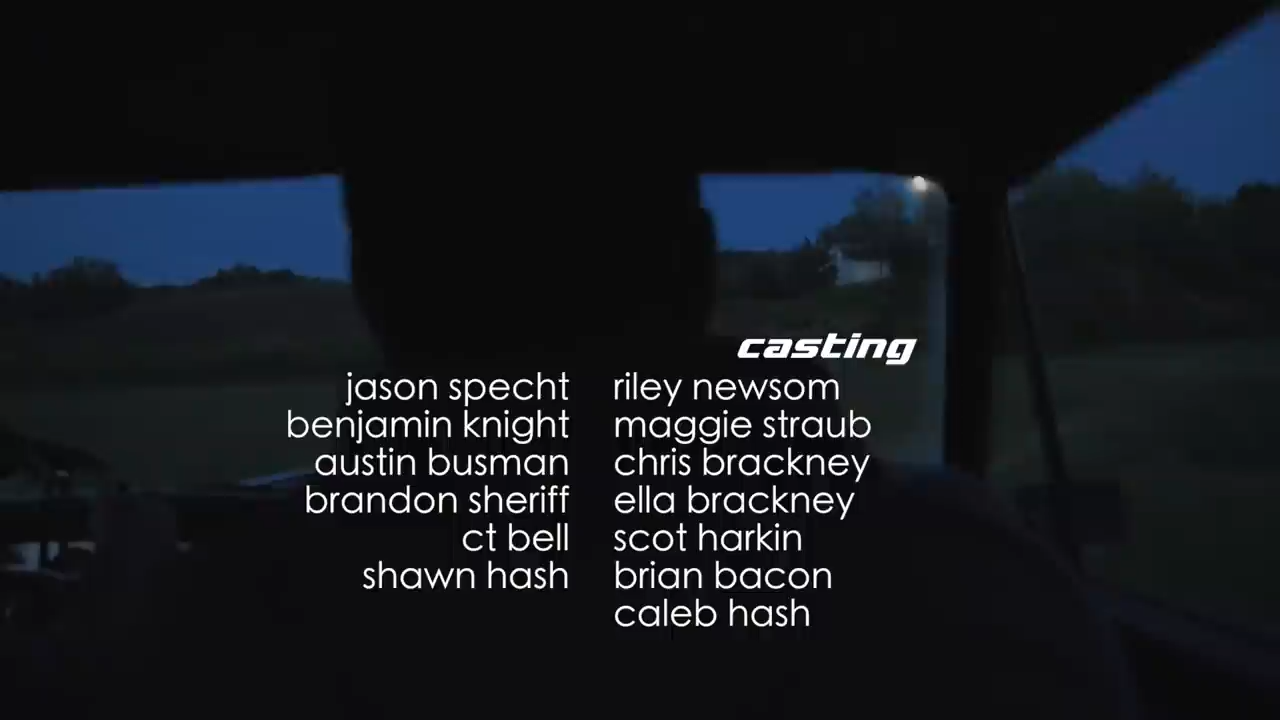 casting
jason specht riley newsom
benjamin knight maggie straub
austin busman chris brackney
brandon sheriff ella brackney
ct bell scot harkin
shawn hash brian bacon
caleb hash